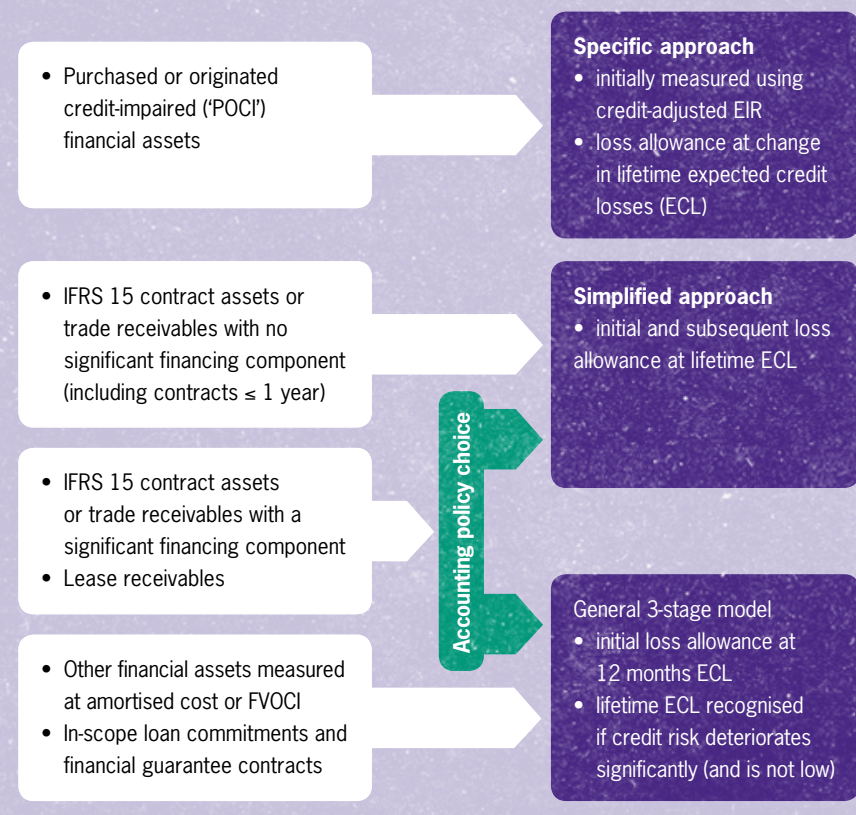 • Purchased or originated
credit-impaired (‘POCI’)
financial assets
Specific approach
• initially measured using
credit-adjusted EIR
• loss allowance at change
in lifetime expected credit
losses (ECL)
• IFRS 15 contract assets or
trade receivables with no
significant financing component
(including contracts ≤ 1 year)
Simplified approach
• initial and subsequent loss
allowance at lifetime ECL
• IFRS 15 contract assets
or trade receivables with a
significant financing component
• Lease receivables
Accounting policy choice
• Other financial assets measured
at amortised cost or FVOCI
• In-scope loan commitments and
financial guarantee contracts
General 3-stage model
• initial loss allowance at
12 months ECL
• lifetime ECL recognised
if credit risk deteriorates
significantly (and is not low)